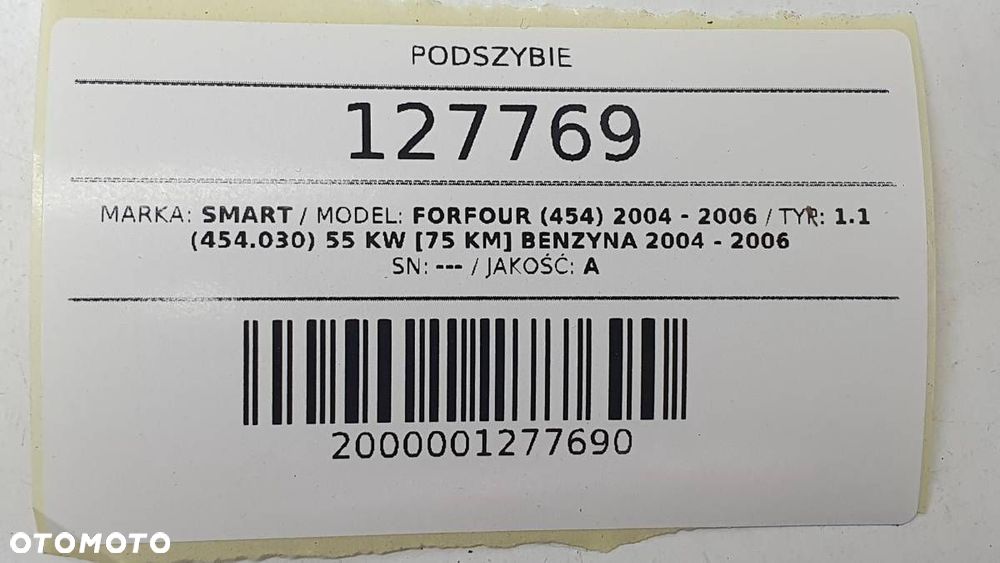 PODSZYBIE
127769
MARKA: SMART / MODEL: FORFOUR (454) 2004 - 2006 / TYP: 1.1
(454.030) 55 KW [75 KM] BENZYNA 2004 - 2006
SN: --- / JAKOŚĆ: A
2000001277690
OTOMOTO